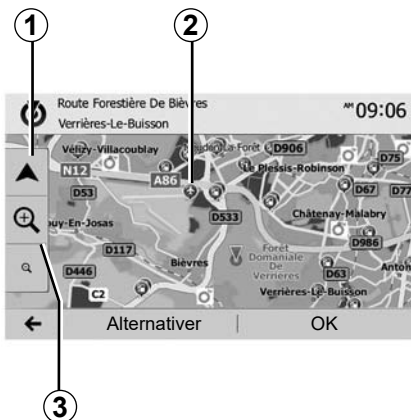 1
2
Route Forestière De Bièvres
Verrières-Le-Buisson
AM 09:06
Vélizy-Villacoublay
D906
D75
N12
A86
Le Plessis-Robinson
D53
D67
D77
D533
Châtenay-Malabry
uy-En-Josas
D117
D986
Forêt
Domaniale
De
Verrières
Bièvres
D446
D63
Anton
C2
Verrières-Le-Buisson
Alternativer
OK
3